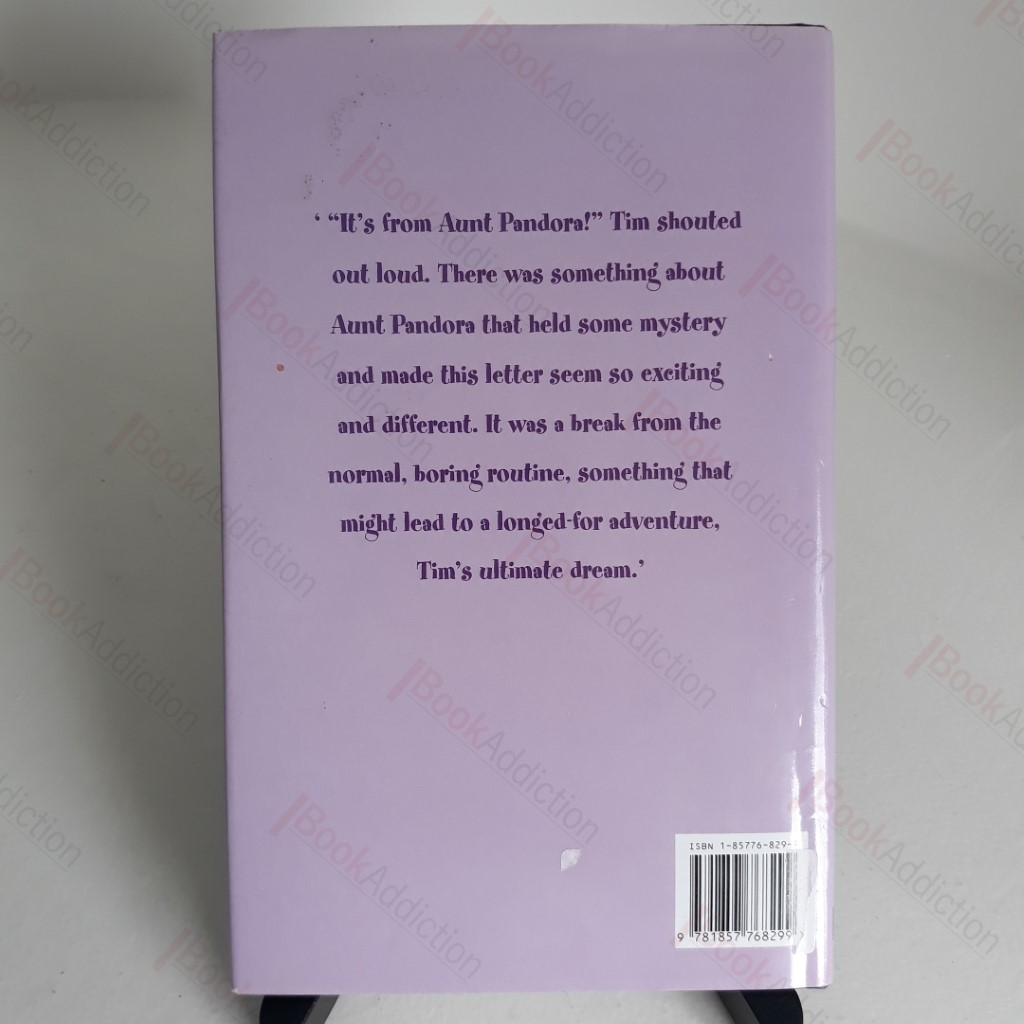 ‘ “It’s from Aunt Pandora!” Tim shouted
out loud. There was something about
Aunt Pandora that held some mystery
and made this letter seem so exciting
and different. It was a break from the
normal, boring routine, something that
might lead to a longed-for adventure,
Tim’s ultimate dream.’
ISBN 1-85776-829-
9 781857 768299
BookAddiction